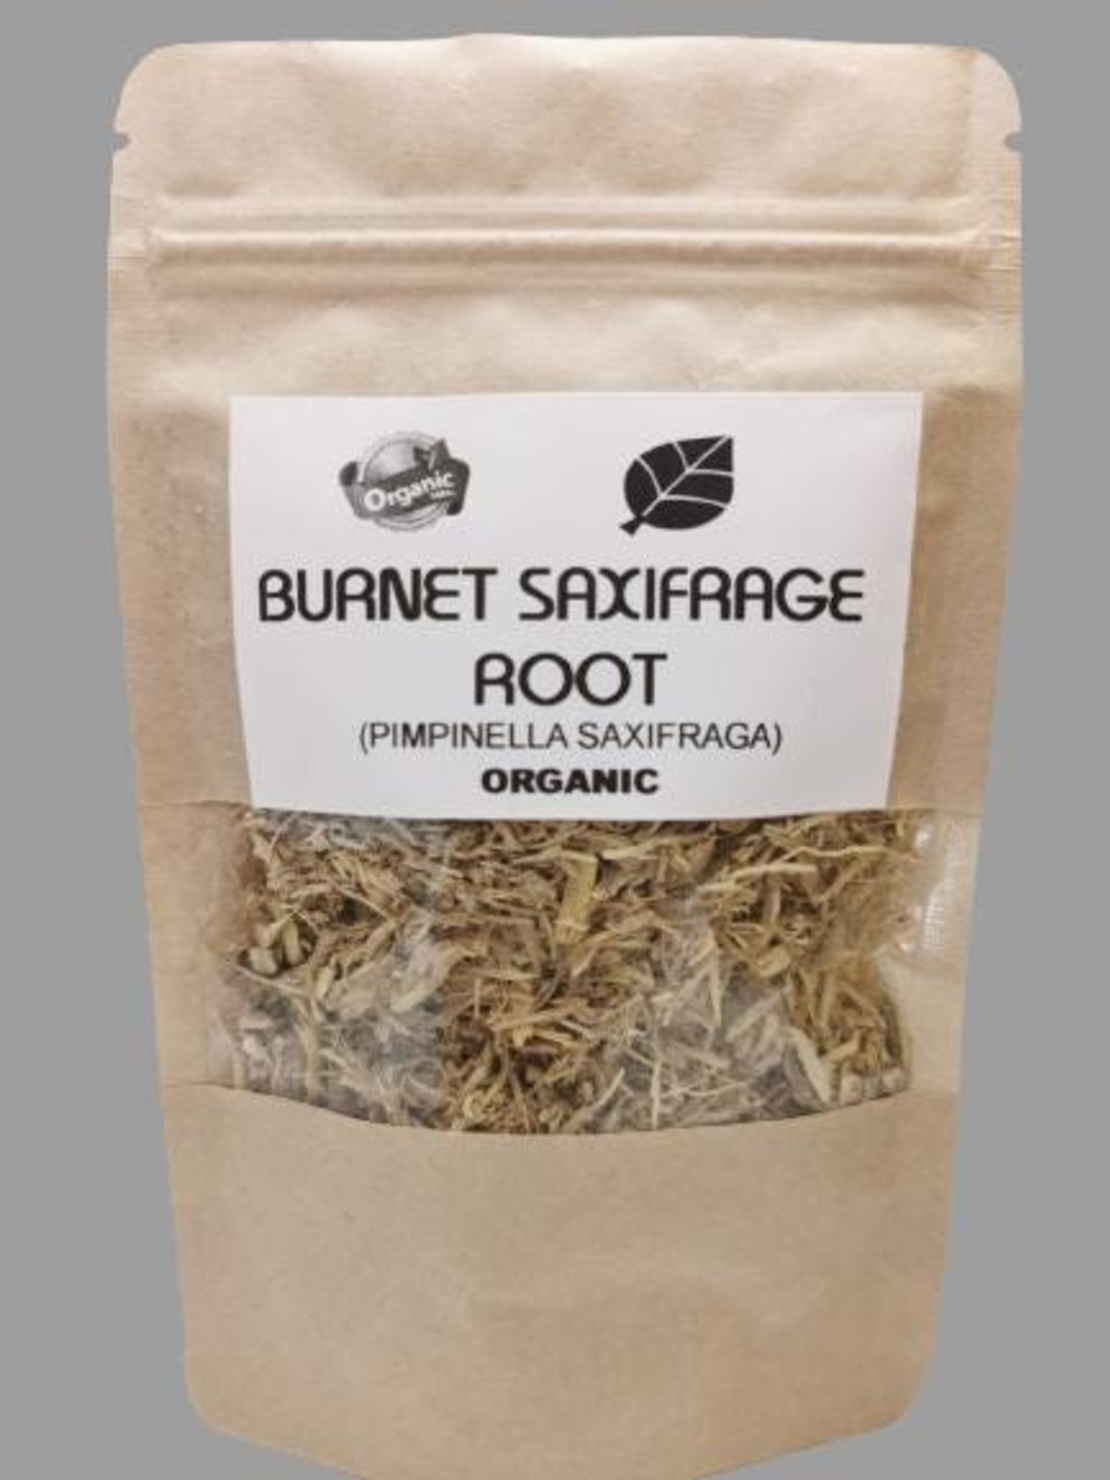 Organic
BURNET SAXIFRAGE
ROOT
(PIMPINELLA SAXIFRAGA)
ORGANIC